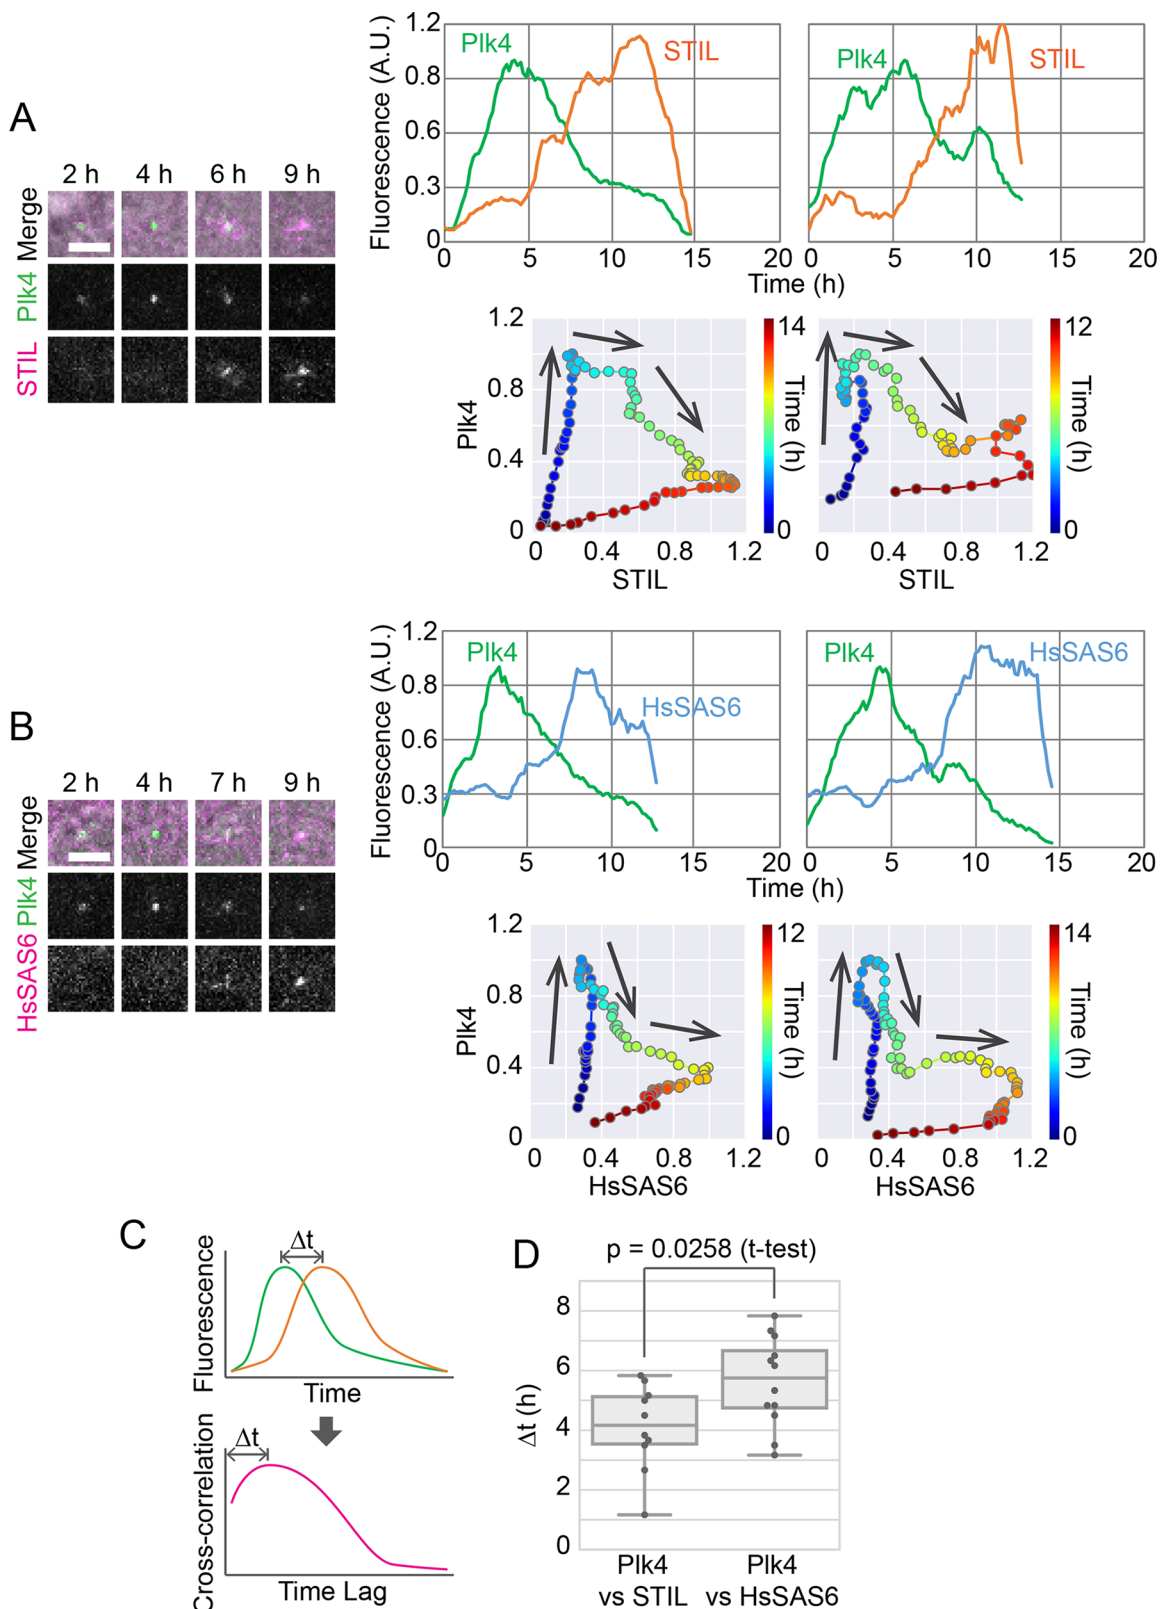 A
2 h 4 h 6 h 9 h
Merge
Plk4
STIL
Fluorescence (A.U.)
1.2
0.8
0.6
0.3
0
Plk4
STIL
Plk4
STIL
0 5 10 15 20
0 5 10 15 20
Time (h)
Plk4
1.2
0.8
0.4
0
0 0.4 0.8 1.2
STIL
14
Time (h)
0
0 0.4 0.8 1.2
STIL
12
Time (h)
0
B
2 h 4 h 7 h 9 h
Merge
Plk4
HsSAS6
Fluorescence (A.U.)
1.2
0.8
0.6
0.3
0
Plk4
HsSAS6
Plk4
HsSAS6
0 5 10 15 20
0 5 10 15 20
Time (h)
Plk4
1.2
0.8
0.4
0
0 0.4 0.8 1.2
HsSAS6
12
Time (h)
0
0 0.4 0.8 1.2
HsSAS6
14
Time (h)
0
C
Fluorescence
Δt
Time
Cross-correlation
Δt
Time Lag
D
p = 0.0258 (t-test)
Δt (h)
8
6
4
2
0
Plk4 Plk4
vs STIL vs HsSAS6